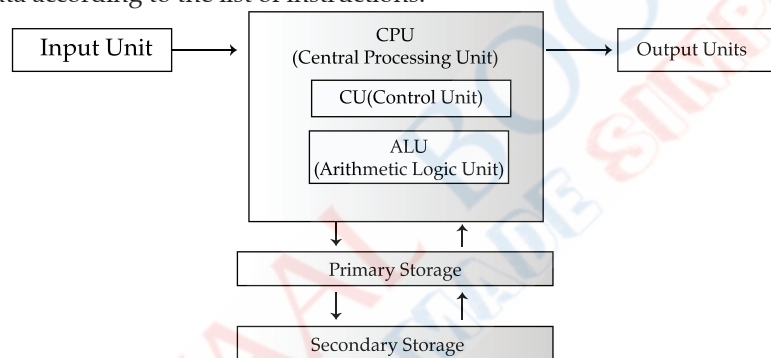 ata according to the list of instructions.
Input Unit
CPU
(Central Processing Unit)
CU(Control Unit)
ALU
(Arithmetic Logic Unit)
Output Units
Primary Storage
Secondary Storage